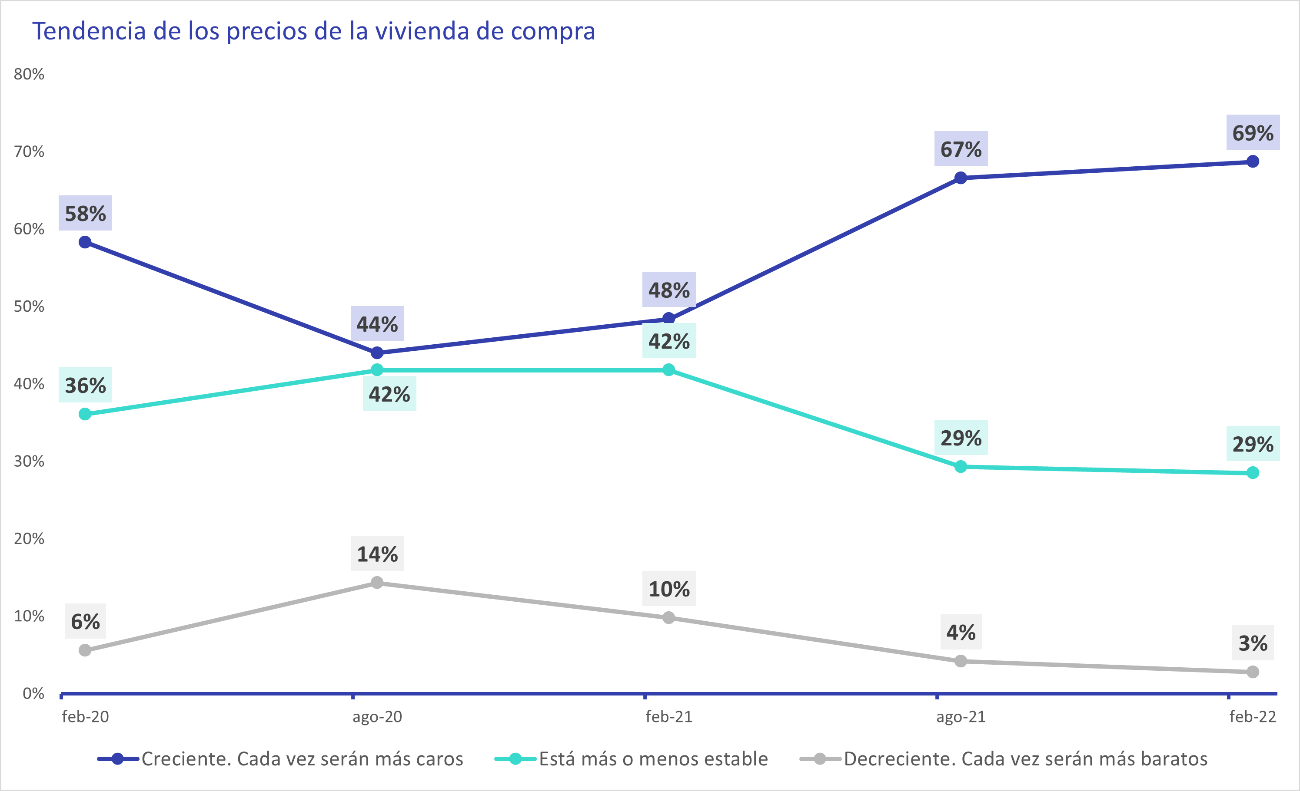 Tendencia de los precios de la vivienda de compra
80%
70%
60%
50%
40%
30%
20%
10%
0%
58%
44%
48%
67%
69%
36%
42%
42%
29%
29%
6%
14%
10%
4%
3%
feb-20
ago-20
feb-21
ago-21
feb-22
Creciente. Cada vez serán más caros
Está más o menos estable
Decreciente. Cada vez serán más baratos